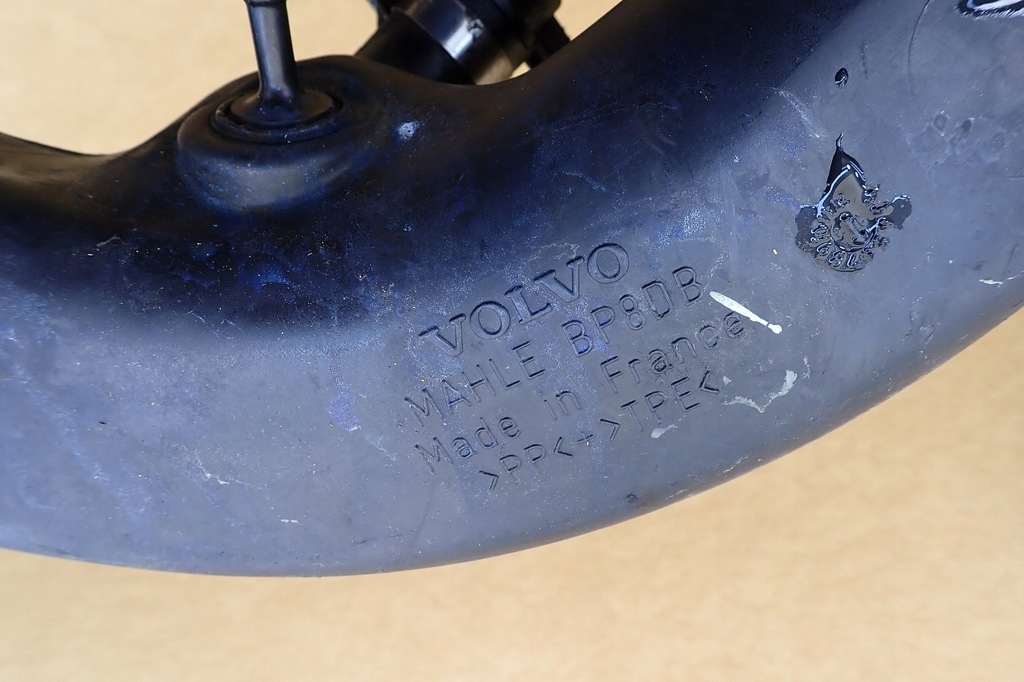 VOLVO
MAHLE BP8DB
Made in France
>PP<+>TPE<